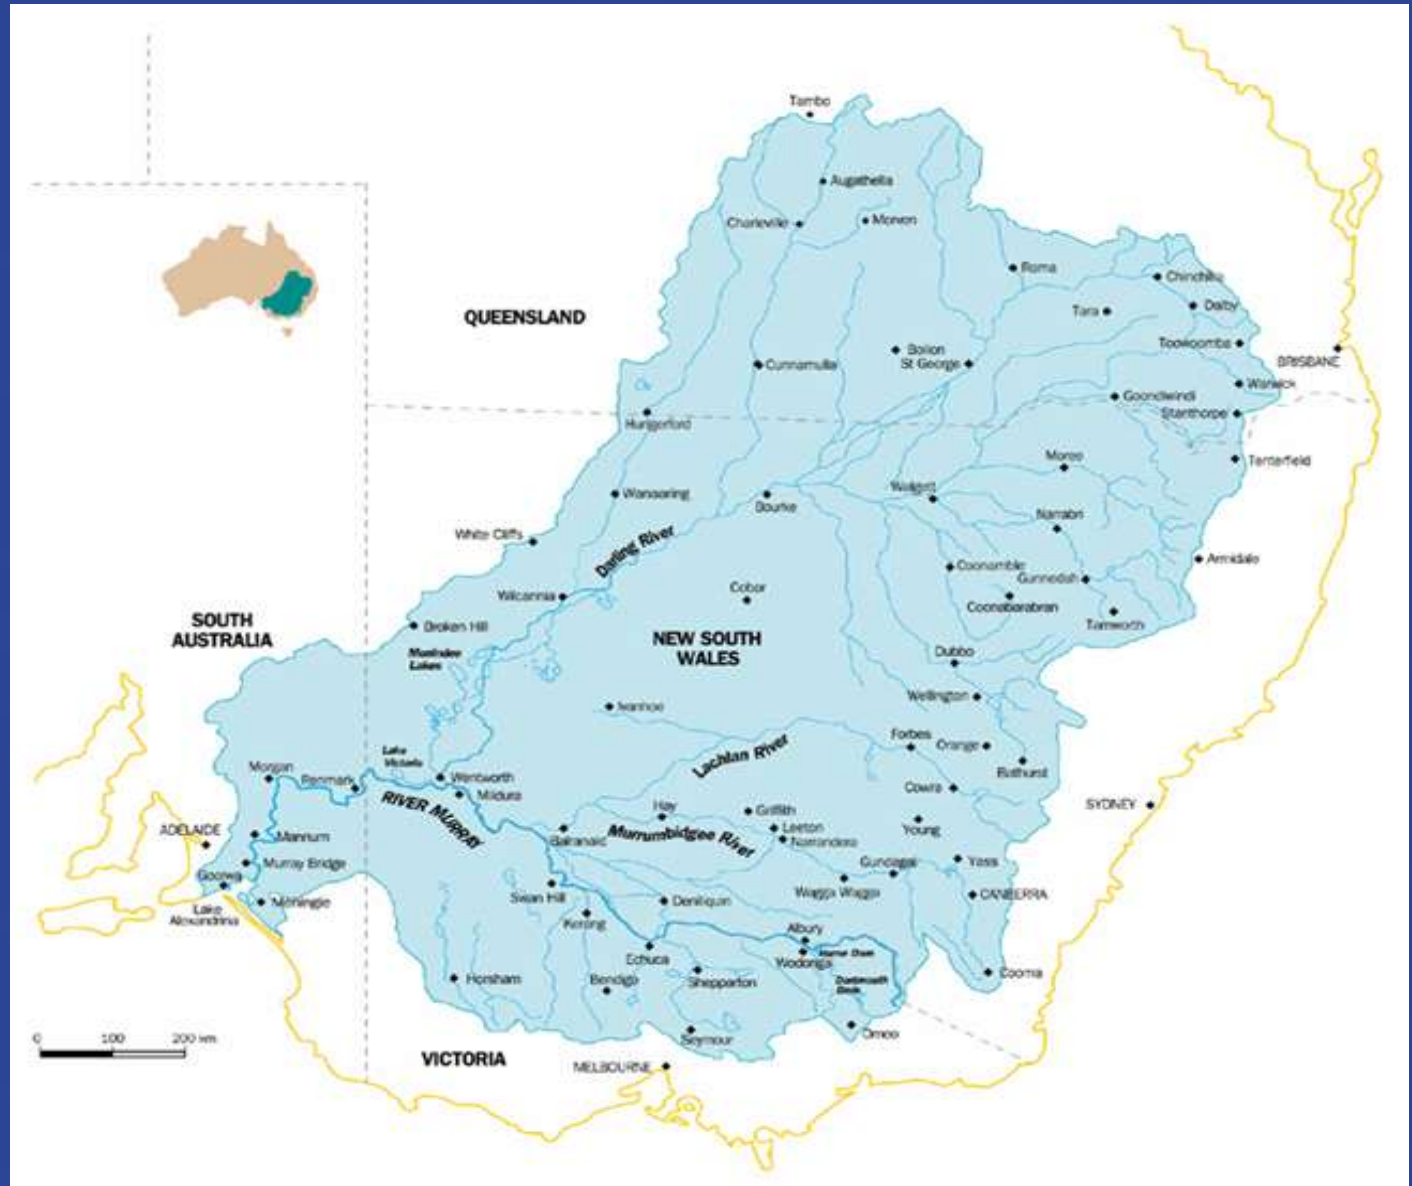 Tambo
Augathella
Charleville
Morven
Roma
Chinchilla
QUEENSLAND
Tara
Dalby
Toowoomba
BRISBANE
Bollon
St George
Cunnamulla
Warwick
Goondiwindi
Stanthorpe
Hungerford
Tenterfield
Moree
Walgett
Wanaaring
Bourke
Narrabri
White Cliffs
Darling River
Armidale
Coonamble
Gunnedah
Wilcannia
Cobar
Coonabarabran
Tamworth
SOUTH
AUSTRALIA
Broken Hill
NEW SOUTH
WALES
Menindee
Lakes
Dubbo
Wellington
Ivanhoe
Forbes
Orange
Lachlan River
Lake
Victoria
Bathurst
Morgan
Renmark
Wentworth
Mildura
Cowra
RIVER MURRAY
Hay
Griffith
SYDNEY
ADELAIDE
Mannum
Balranald
Murrumbidgee River
Leeton
Narrandera
Young
Murray Bridge
Gundagai
Yass
Goolwa
Wagga Wagga
CANBERRA
Swan Hill
Meningie
Lake
Alexandrina
Deniliquin
Kerang
Albury
Echuca
Wodonga
Hume Dam
Cooma
Horsham
Bendigo
Shepparton
Dartmouth
Dam
Omeo
0 100 200 km
Seymour
VICTORIA
MELBOURNE